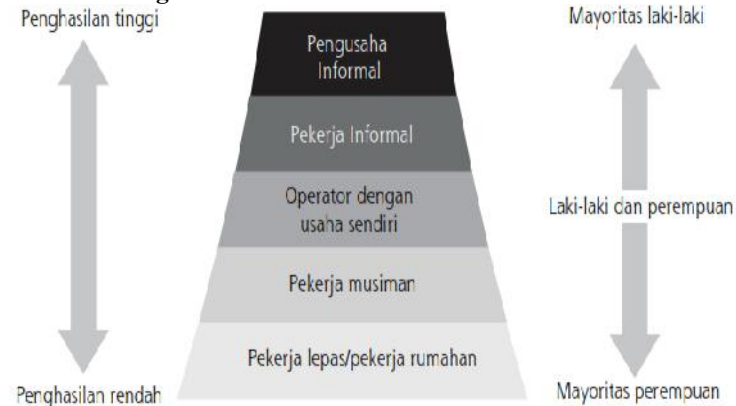 Penghasilan tinggi
Mayoritas laki-laki
Pengusaha
Informal
Pekerja Informal
Operator dengan
usaha sendiri
Laki-laki dan perempuan
Pekerja musiman
Pekerja lepas/pekerja rumahan
Penghasilan rendah
Mayoritas perempuan